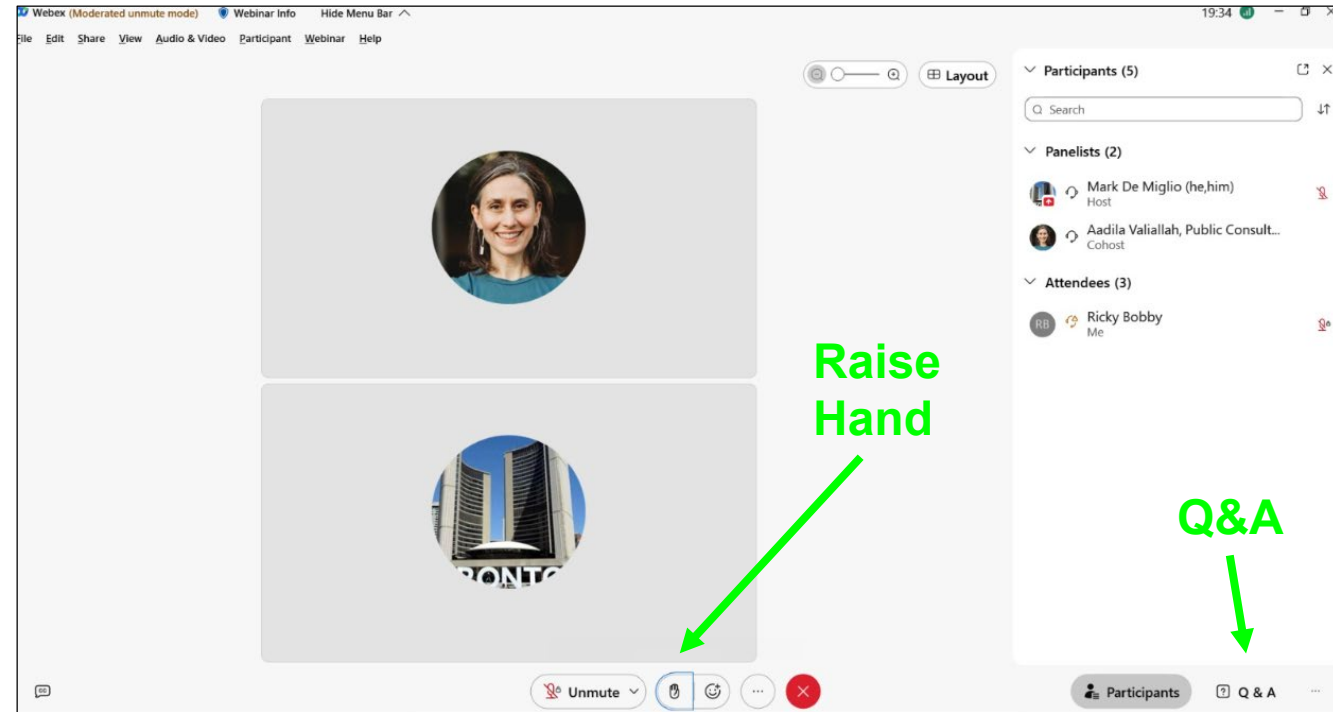 Webex (Moderated unmute mode) Webinar Info Hide Menu Bar 19:34
File Edit Share View Audio & Video Participant Webinar Help
Layout
Participants (5)
Search
Panelists (2)
Mark De Miglio (he,him)
Host
Aadila Valiallah, Public Consult...
Cohost
Attendees (3)
RB Ricky Bobby
Me
Raise
Hand
Q&A
RONTO
CC Unmute ... Participants Q & A ...